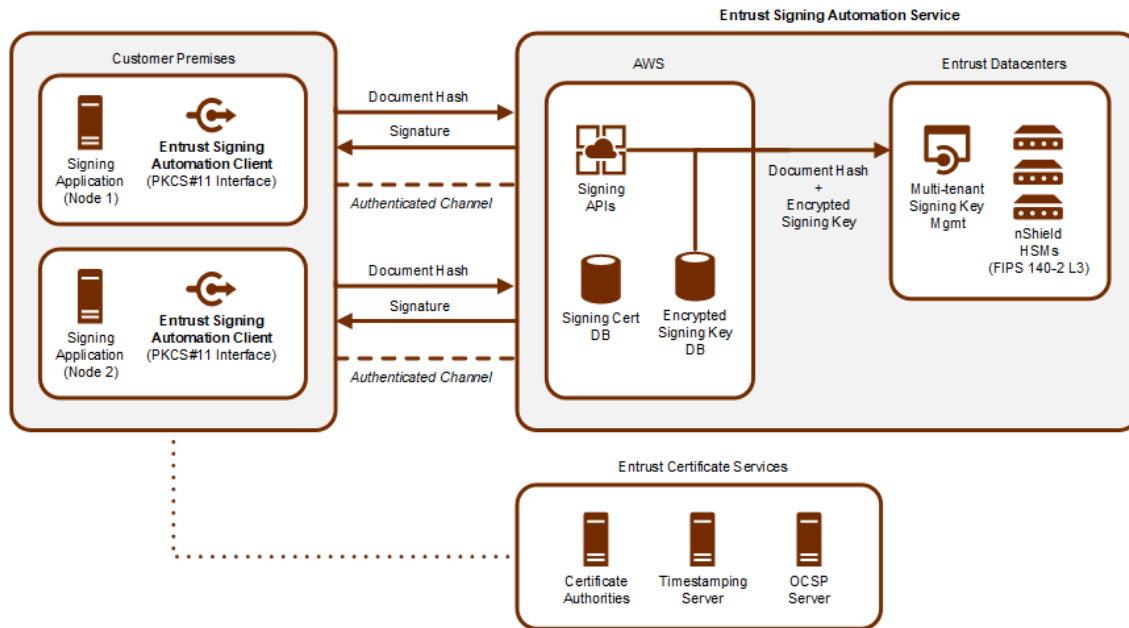 Entrust Signing Automation Service
Customer Premises
Signing
Application
(Node 1)
Entrust Signing
Automation Client
(PKCS#11 Interface)
Document Hash
Signature
Authenticated Channel
Signing
Application
(Node 2)
Entrust Signing
Automation Client
(PKCS#11 Interface)
Document Hash
Signature
Authenticated Channel
AWS
Signing
APIs
Signing Cert
DB
Encrypted
Signing Key
DB
Document Hash
+
Encrypted
Signing Key
Entrust Datacenters
Multi-tenant
Signing Key
Mgmt
nShield
HSMs
(FIPS 140-2 L3)
Entrust Certificate Services
Certificate
Authorities
Timestamping
Server
OCSP
Server